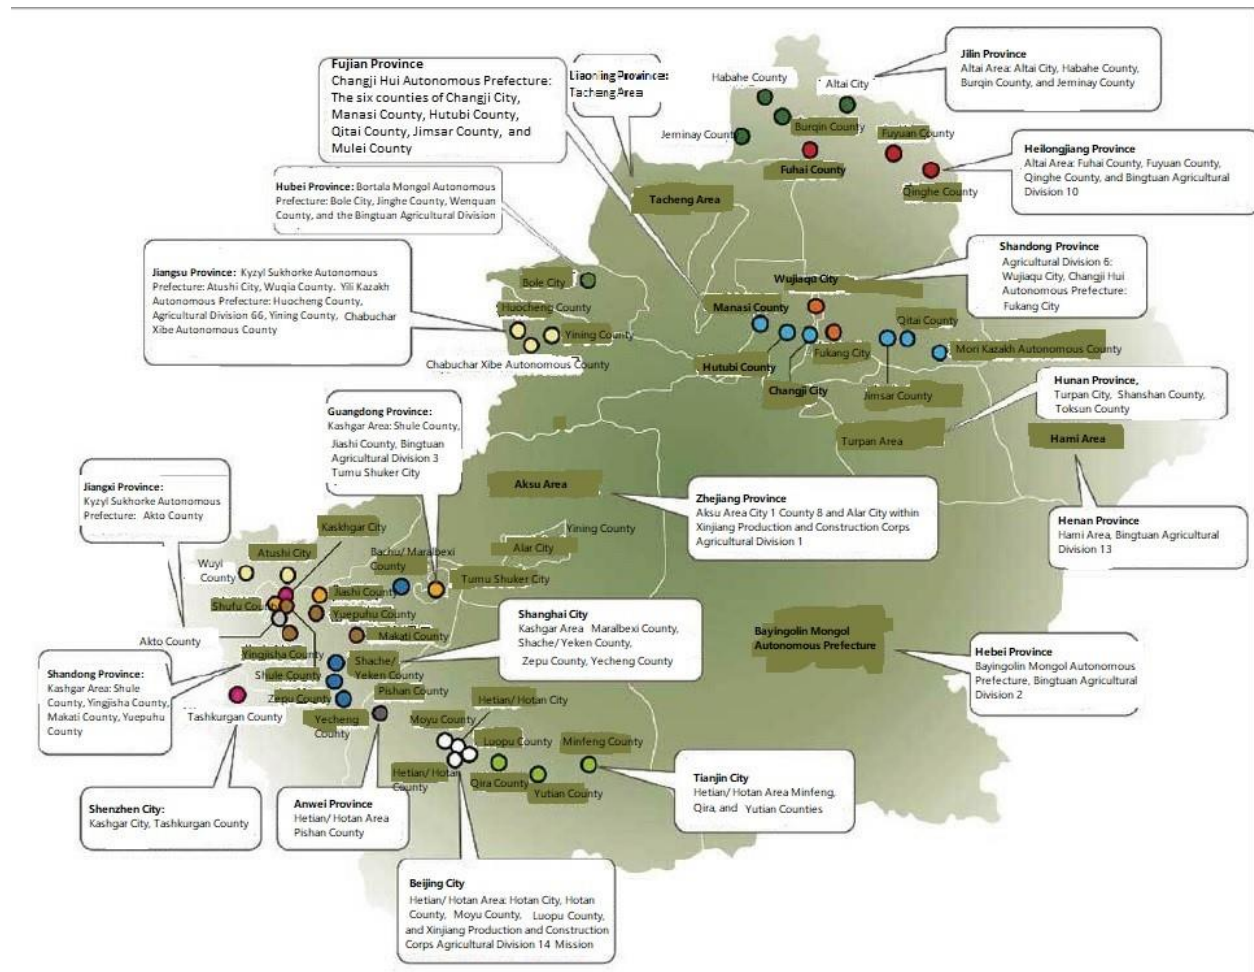 Fujian Province
Changji Hui Autonomous Prefecture:
The six counties of Changji City,
Manasi County, Hutubi County,
Qitai County, Jimsar County, and
Mulei County
Liaoning Province:
Tacheng Area
Habahe County
Altai City
Jilin Province
Altai Area: Altai City, Habahe County,
Burqin County, and Jeminay County
Jeminay County
Burqin County
Fuyuan County
Fuhai County
Qinghe County
Heilongjiang Province
Altai Area: Fuhai County, Fuyuan County,
Qinghe County, and Bingtuan Agricultural
Division 10
Hubei Province: Bortala Mongol Autonomous
Prefecture: Bole City, Jinghe County, Wenquan
County, and the Bingtuan Agricultural Division
Tacheng Area
Jiangsu Province: Kyzyl Sukhorke Autonomous
Prefecture: Atushi City, Wuqia County. Yili Kazakh
Autonomous Prefecture: Huocheng County,
Agricultural Division 66, Yining County, Chabuchar
Xibe Autonomous County
Shandong Province
Agricultural Division 6:
Wujiaqu City, Changji Hui
Autonomous Prefecture:
Fukang City
Bole City
Huocheng County
Yining County
Chabuchar Xibe Autonomous County
Wujiaqu City
Manasi County
Qitai County
Fukang City
Mori Kazakh Autonomous County
Hutubi County
Changji City
Jimsar County
Hunan Province,
Turpan City, Shanshan County,
Toksun County
Turpan Area
Hami Area
Guangdong Province:
Kashgar Area: Shule County,
Jiashi County, Bingtuan
Agricultural Division 3
Tumu Shuker City
Jiangxi Province:
Kyzyl Sukhorke Autonomous
Prefecture: Akto County
Aksu Area
Zhejiang Province
Aksu Area City 1 County 8 and Alar City within
Xinjiang Production and Construction Corps
Agricultural Division 1
Henan Province
Hami Area, Bingtuan Agricultural
Division 13
Kaskhgar City
Yining County
Alar City
Atushi City
Wuyl
County
Bachu/ Maralbexi
County
Tumu Shuker City
Jiashi County
Shufu County
Yuepuhu County
Makati County
Akto County
Shanghai City
Kashgar Area Maralbexi County,
Shache/ Yeken County,
Zepu County, Yecheng County
Bayingolin Mongol
Autonomous Prefecture
Hebei Province
Bayingolin Mongol Autonomous
Prefecture, Bingtuan Agricultural
Division 2
Yingjisha County
Shule County
Shache/
Yeken County
Shandong Province:
Kashgar Area: Shule
County, Yingjisha County,
Makati County, Yuepuhu
County
Zepu County
Pishan County
Tashkurgan County
Yecheng
County
Moyu County
Hetian/ Hotan City
Luopu County
Minfeng County
Hetian/ Hotan
County
Qira County
Yutian County
Tianjin City
Hetian/ Hotan Area Minfeng,
Qira, and Yutian Counties
Shenzhen City:
Kashgar City, Tashkurgan County
Anwei Province
Hetian/ Hotan Area
Pishan County
Beijing City
Hetian/ Hotan Area: Hotan City, Hotan
County, Moyu County, Luopu County,
and Xinjiang Production and Construction
Corps Agricultural Division 14 Mission